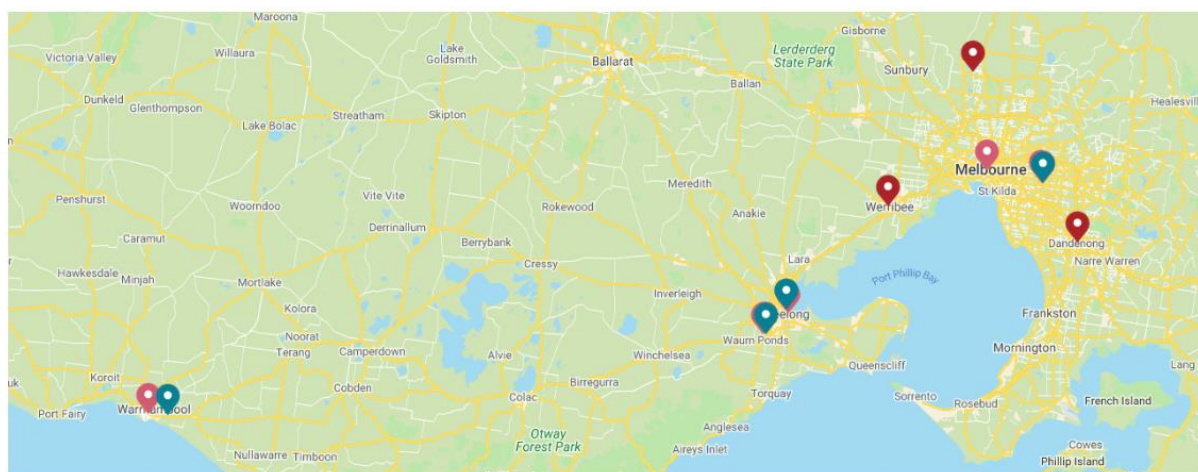 Maroona
Gisborne
Victoria Valley
Willaura
Lake
Goldsmith
Ballarat
Lerderderg
State Park
Sunbury
Ballan
Dunkeld
Glenthompson
Streatham
Skipton
Healesvil
Lake Bolac
Melbourne
St Kilda
Meredith
Penshurst
Woorndoo
Vite Vite
Rokewood
Anakie
Werribee
Derrinallum
Caramut
Berrybank
Dandenong
Narre Warren
Lara
Cressy
Hawkesdale
Minjah
Mortlake
Port Phillip Bay
Inverleigh
Kolora
elong
Frankston
Noorat
Terang
Camperdown
Alvie
Winchelsea
Waurn Ponds
Mornington
Queenscliff
Lang
uk
Koroit
Cobden
Birregurra
Colac
Torquay
Sorrento
Rosebud
French Island
Port Fairy
Warrnambool
Anglesea
Otway
Forest Park
Aireys Inlet
Cowes
Phillip Island
Nullawarre
Timboon